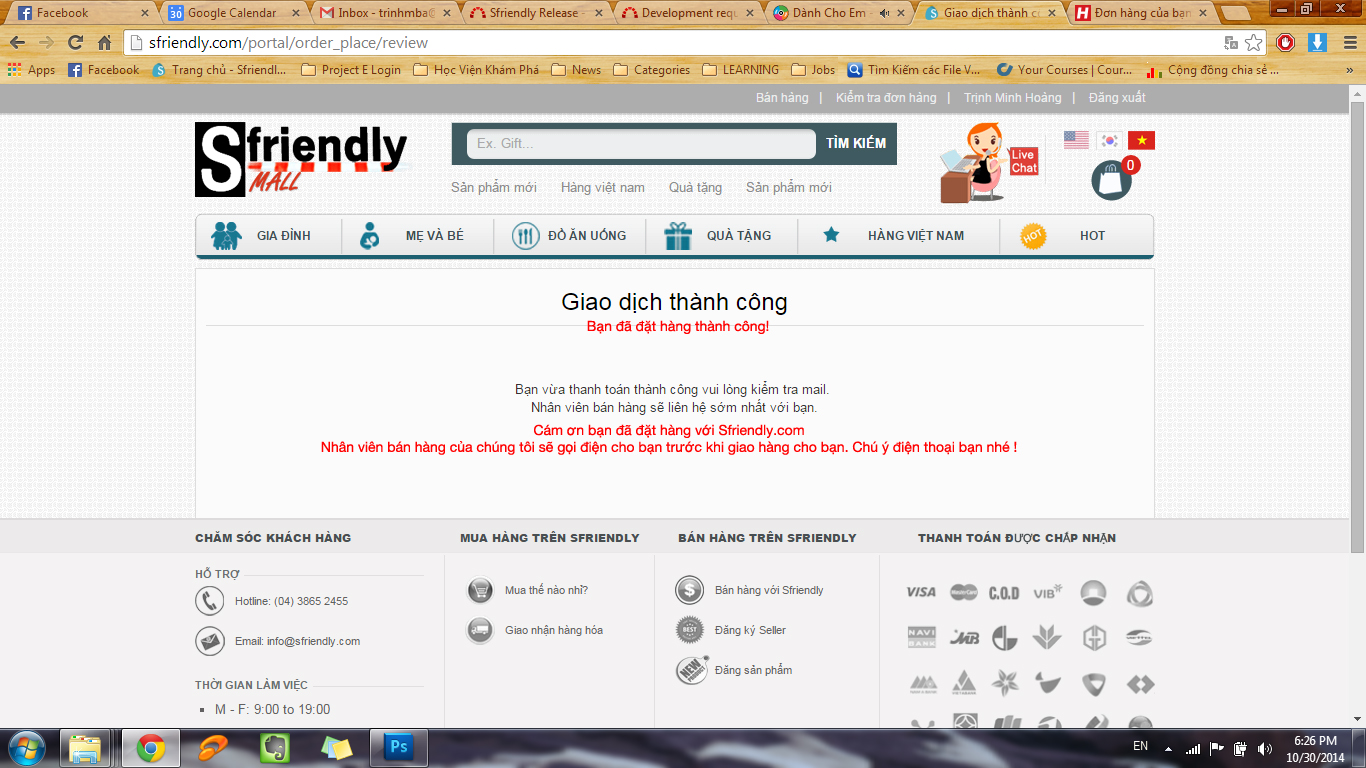 Facebook
Google Calendar
Inbox - trinhmba@
Sfriendly Release -
Development requ
Dành Cho Em
Giao dịch thành c
Đơn hàng của bạn
sfriendly.com/portal/order_place/review
Apps
Facebook
Trang chủ - Sfriendl...
Project E Login
Học Viện Khám Phá
News
Categories
LEARNING
Jobs
Tìm Kiếm các File V...
Your Courses | Cour...
Cộng đồng chia sẻ ...
»
Bán hàng | Kiểm tra đơn hàng | Trịnh Minh Hoàng | Đăng xuất
Sfriendly
MALL
Ex. Gift...
TÌM KIẾM
Live
Chat
0
Sản phẩm mới
Hàng việt nam
Quà tặng
Sản phẩm mới
GIA ĐÌNH
MẸ VÀ BÉ
ĐỒ ĂN UỐNG
QUÀ TẶNG
HÀNG VIỆT NAM
HOT
HOT
Giao dịch thành công
Bạn đã đặt hàng thành công!
Bạn vừa thanh toán thành công vui lòng kiểm tra mail.
Nhân viên bán hàng sẽ liên hệ sớm nhất với bạn.
Cám ơn bạn đã đặt hàng với Sfriendly.com
Nhân viên bán hàng của chúng tôi sẽ gọi điện cho bạn trước khi giao hàng cho bạn. Chú ý điện thoại bạn nhé !
CHĂM SÓC KHÁCH HÀNG
MUA HÀNG TRÊN SFRIENDLY
BÁN HÀNG TRÊN SFRIENDLY
THANH TOÁN ĐƯỢC CHẤP NHẬN
HỖ TRỢ
Hotline: (04) 3865 2455
Email: info@sfriendly.com
THỜI GIAN LÀM VIỆC
M - F: 9:00 to 19:00
Mua thế nào nhỉ?
Giao nhận hàng hóa
Bán hàng với Sfriendly
BEST
Đăng ký Seller
NEW
Đăng sản phẩm
VISA
MasterCard
C.O.D
VIB
NAVI
BANK
MB
Ps
EN
6:26 PM
10/30/2014